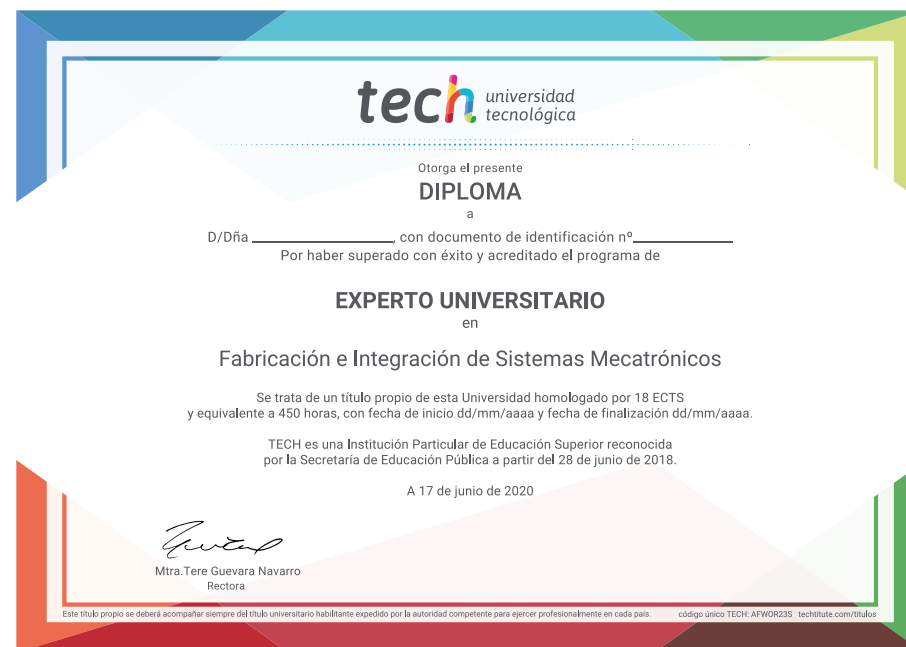 tech universidad
tecnológica
Otorga el presente
DIPLOMA
a
D/Dña ____________________, con documento de identificación nº______________
Por haber superado con éxito y acreditado el programa de
EXPERTO UNIVERSITARIO
en
Fabricación e Integración de Sistemas Mecatrónicos
Se trata de un título propio de esta Universidad homologado por 18 ECTS
y equivalente a 450 horas, con fecha de inicio dd/mm/aaaa y fecha de finalización dd/mm/aaaa.
TECH es una Institución Particular de Educación Superior reconocida
por la Secretaría de Educación Pública a partir del 28 de junio de 2018.
A 17 de junio de 2020
Mtra.Tere Guevara Navarro
Rectora
Este título propio se deberá acompañar siempre del título universitario habilitante expedido por la autoridad competente para ejercer profesionalmente en cada país. código único TECH: AFWOR23S techtitute.com/titulos